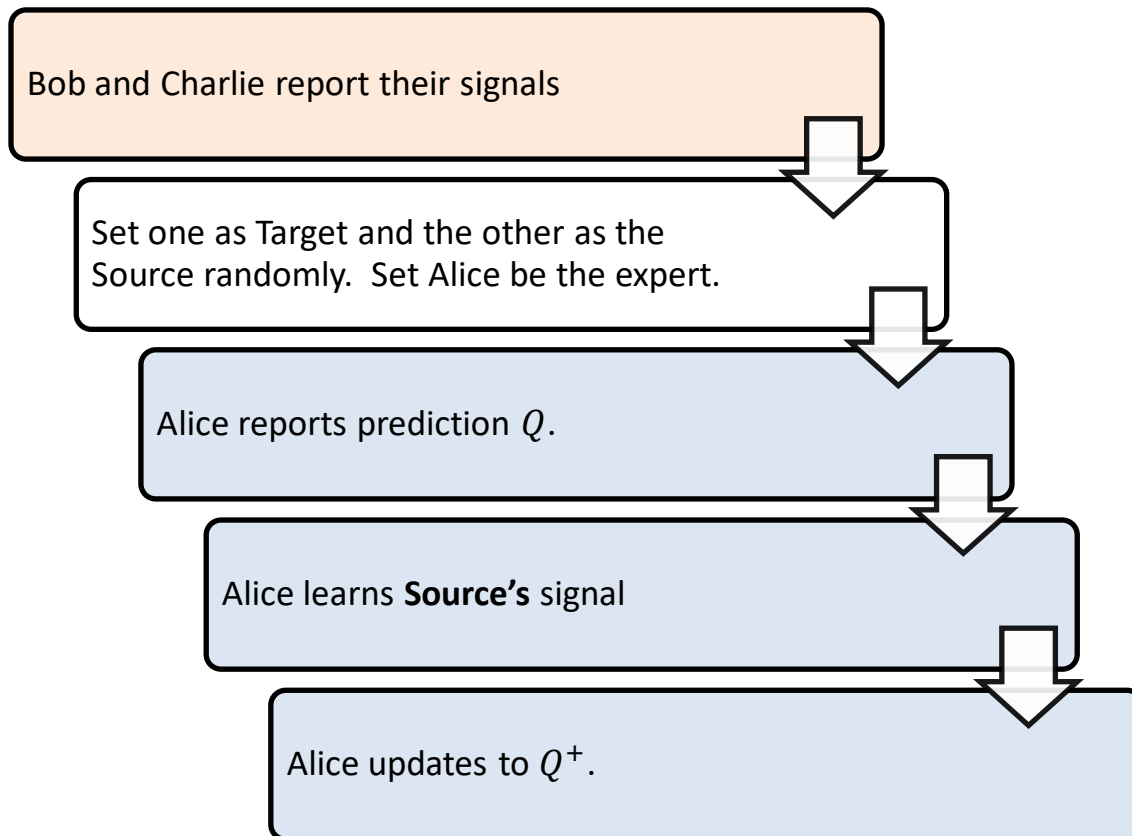 Bob and Charlie report their signals
Set one as Target and the other as the
Source randomly.  Set Alice be the expert.
Alice reports prediction 𝑄.
Alice learns Source's signal
Alice updates to 𝑄⁺.